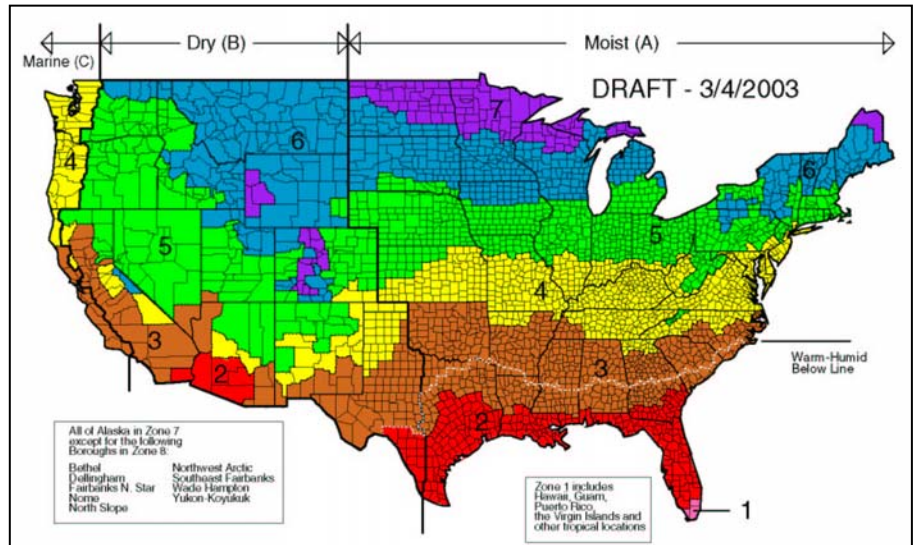 Marine (C)
Dry (B)
Moist (A)
DRAFT - 3/4/2003
7
6
6
4
5
5
4
3
3
2
2
Warm-Humid
Below Line
All of Alaska in Zone 7
except for the following
Boroughs in Zone 8:
Bethel Northwest Arctic
Dellingham Southeast Fairbanks
Fairbanks N. Star Wade Hampton
Nome Yukon-Koyukuk
North Slope
Zone 1 includes
Hawaii, Guam,
Puerto Rico,
the Virgin Islands and
other tropical locations
1